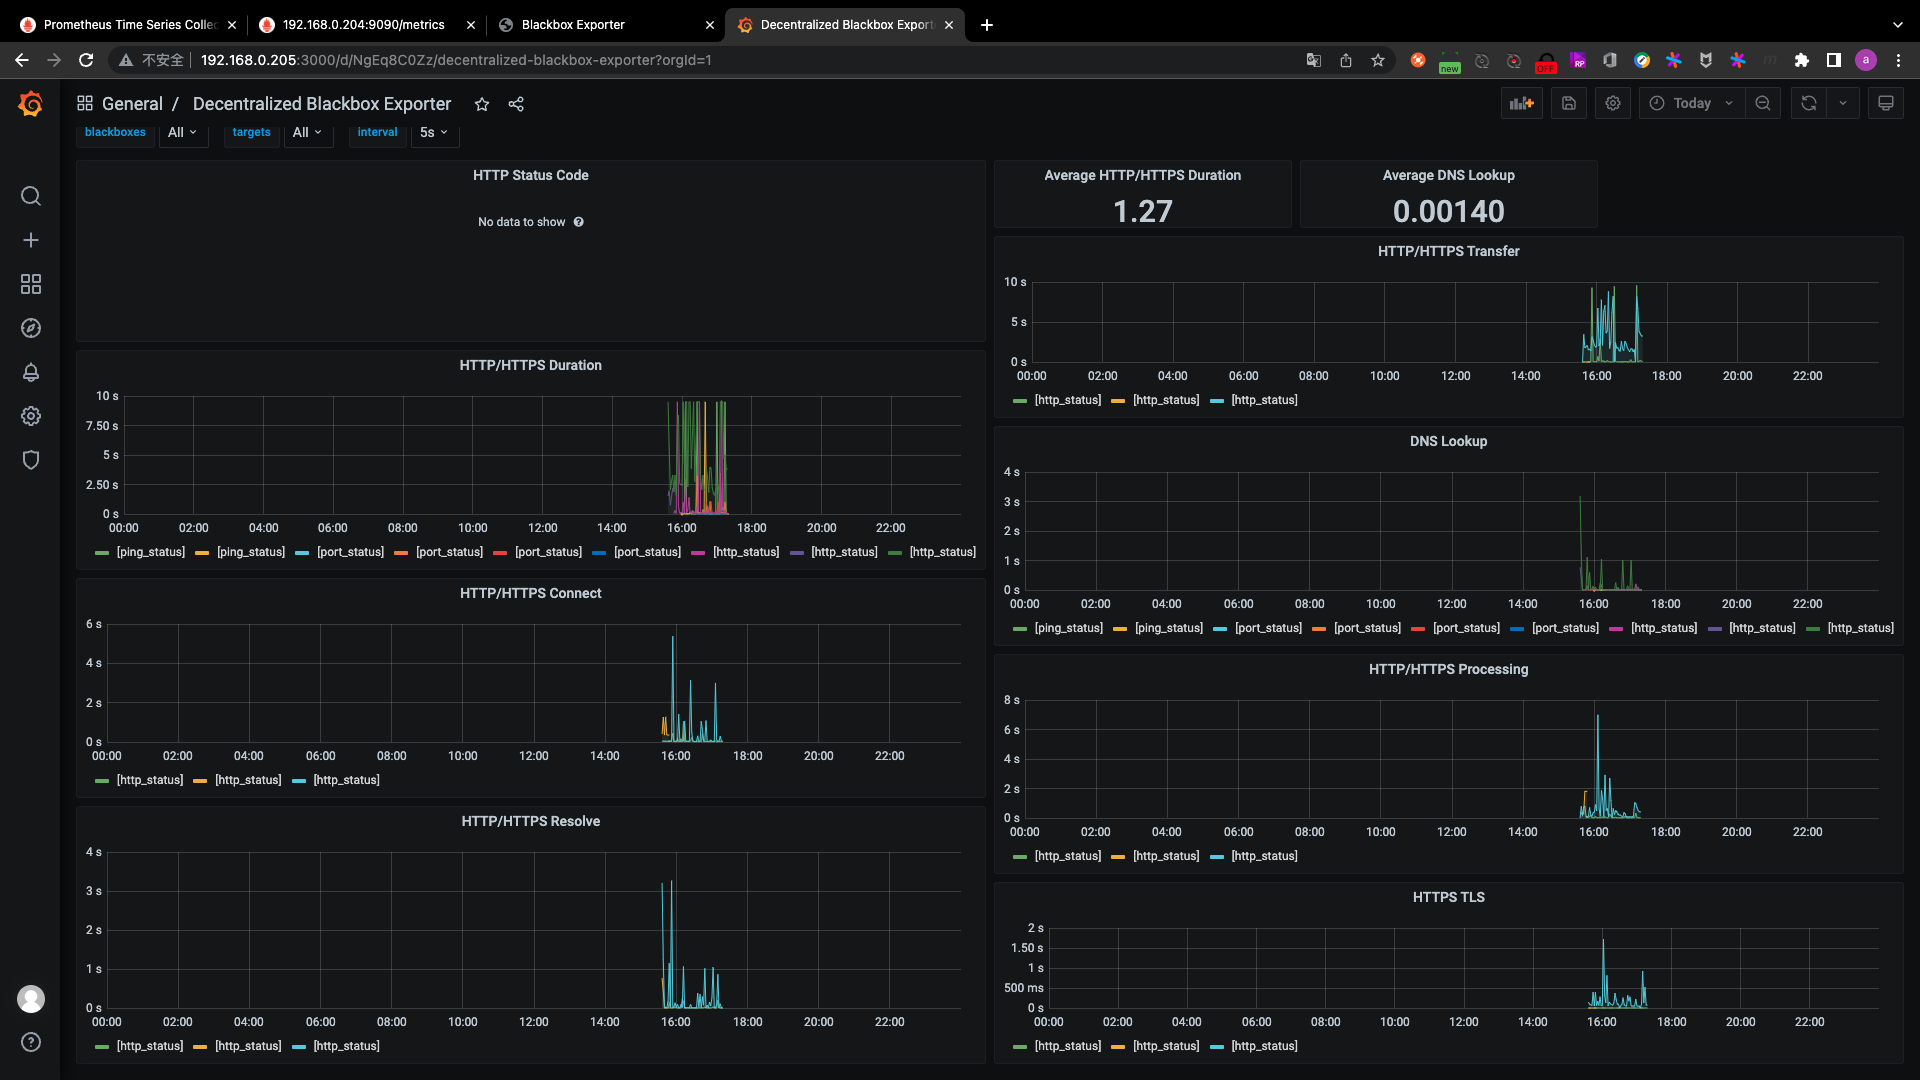 Prometheus Time Series Collec
192.168.0.204:9090/metrics
Blackbox Exporter
Decentralized Blackbox Export
不安全
192.168.0.205:3000/d/NgEq8C0Zz/decentralized-blackbox-exporter?orgId=1
new
OFF
RP
a
General / Decentralized Blackbox Exporter
Today
blackboxes All
targets All
interval 5s
HTTP Status Code
No data to show
Average HTTP/HTTPS Duration
1.27
Average DNS Lookup
0.00140
HTTP/HTTPS Transfer
10 s
5 s
0 s
00:00 02:00 04:00 06:00 08:00 10:00 12:00 14:00 16:00 18:00 20:00 22:00
[http_status] [http_status] [http_status]
HTTP/HTTPS Duration
10 s
7.50 s
5 s
2.50 s
0 s
00:00 02:00 04:00 06:00 08:00 10:00 12:00 14:00 16:00 18:00 20:00 22:00
[ping_status] [ping_status] [port_status] [port_status] [port_status] [port_status] [http_status] [http_status] [http_status]
DNS Lookup
4 s
3 s
2 s
1 s
0 s
00:00 02:00 04:00 06:00 08:00 10:00 12:00 14:00 16:00 18:00 20:00 22:00
[ping_status] [ping_status] [port_status] [port_status] [port_status] [port_status] [http_status] [http_status] [http_status]
HTTP/HTTPS Connect
6 s
4 s
2 s
0 s
00:00 02:00 04:00 06:00 08:00 10:00 12:00 14:00 16:00 18:00 20:00 22:00
[http_status] [http_status] [http_status]
HTTP/HTTPS Processing
8 s
6 s
4 s
2 s
0 s
00:00 02:00 04:00 06:00 08:00 10:00 12:00 14:00 16:00 18:00 20:00 22:00
[http_status] [http_status] [http_status]
HTTP/HTTPS Resolve
4 s
3 s
2 s
1 s
0 s
00:00 02:00 04:00 06:00 08:00 10:00 12:00 14:00 16:00 18:00 20:00 22:00
[http_status] [http_status] [http_status]
HTTPS TLS
2 s
1.50 s
1 s
500 ms
0 s
00:00 02:00 04:00 06:00 08:00 10:00 12:00 14:00 16:00 18:00 20:00 22:00
[http_status] [http_status] [http_status]